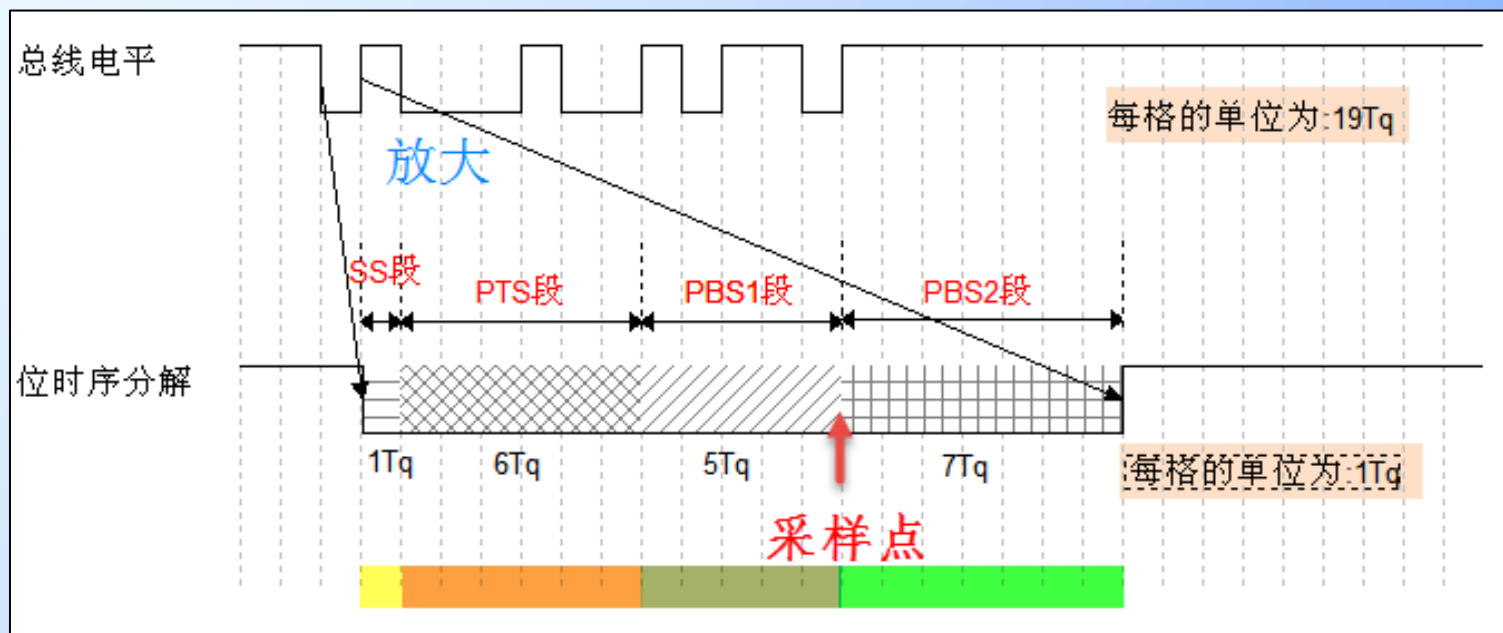 总线电平
每格的单位为:19Tq
放大
SS段
PTS段
PBS1段
PBS2段
位时序分解
1Tq
6Tq
5Tq
7Tq
每格的单位为:1Tq
采样点